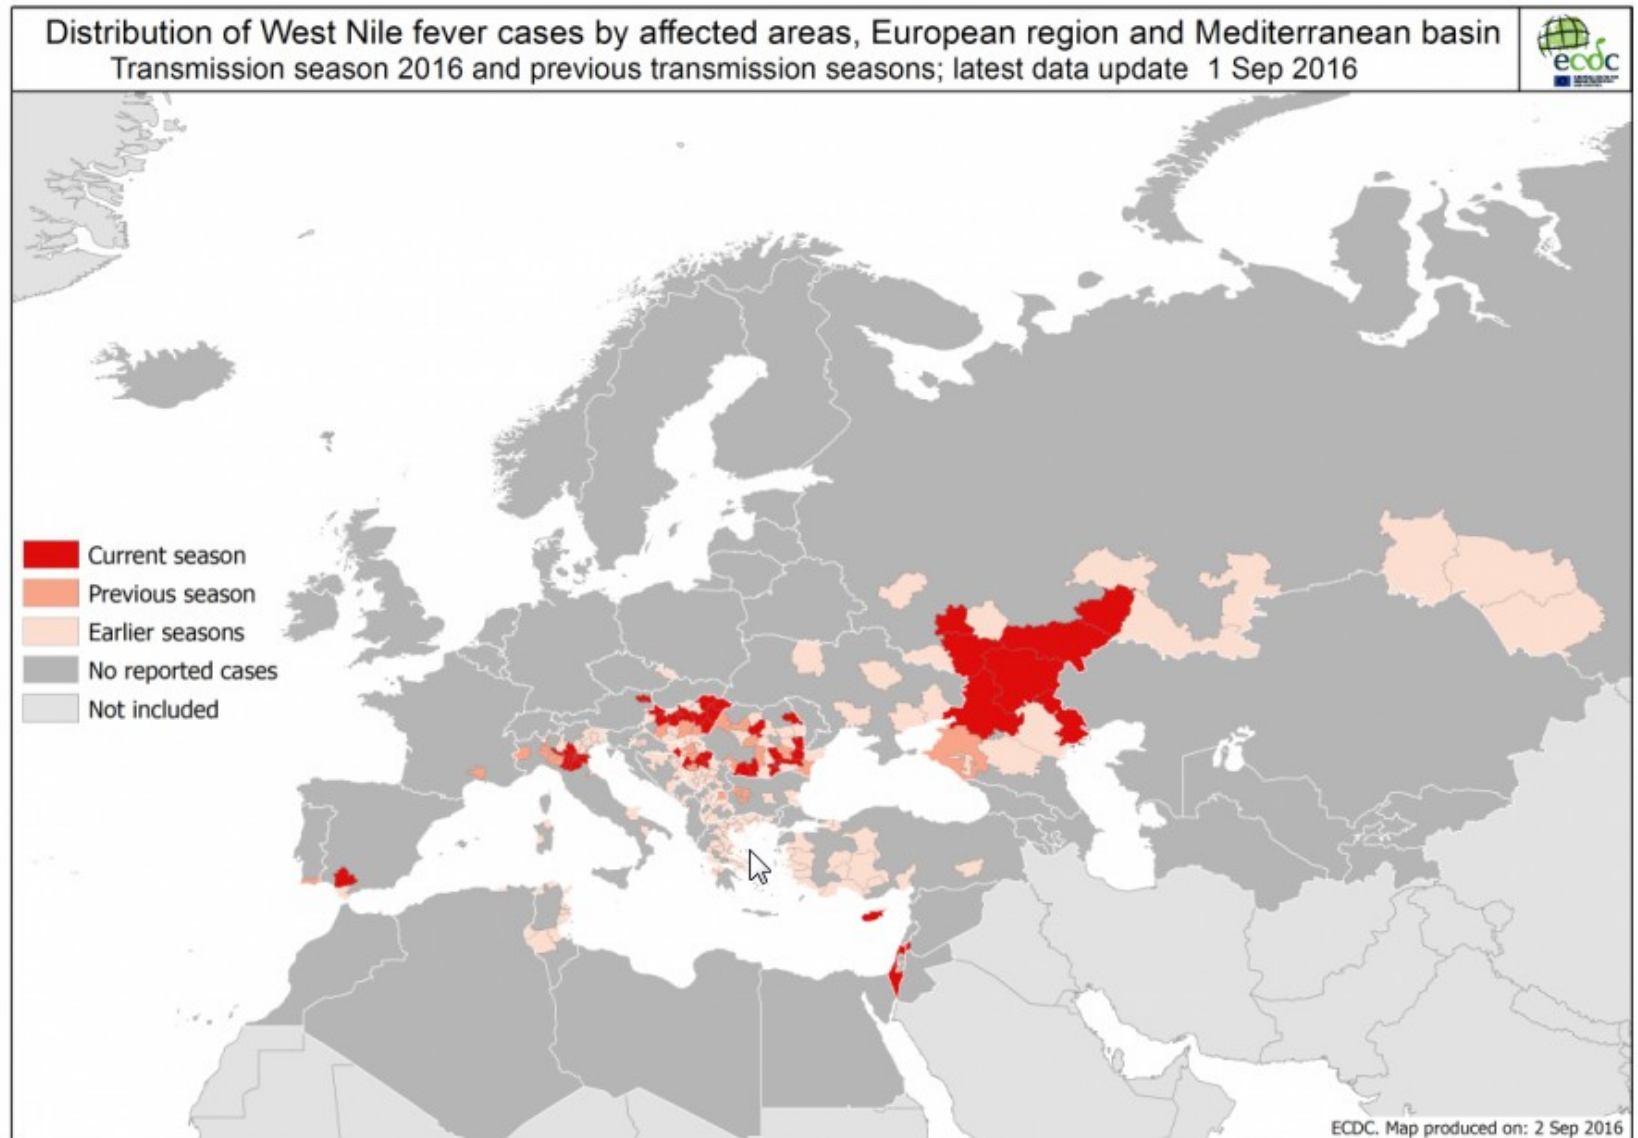 Distribution of West Nile fever cases by affected areas, European region and Mediterranean basin
Transmission season 2016 and previous transmission seasons; latest data update 1 Sep 2016
ecdc
Current season
Previous season
Earlier seasons
No reported cases
Not included
ECDC. Map produced on: 2 Sep 2016